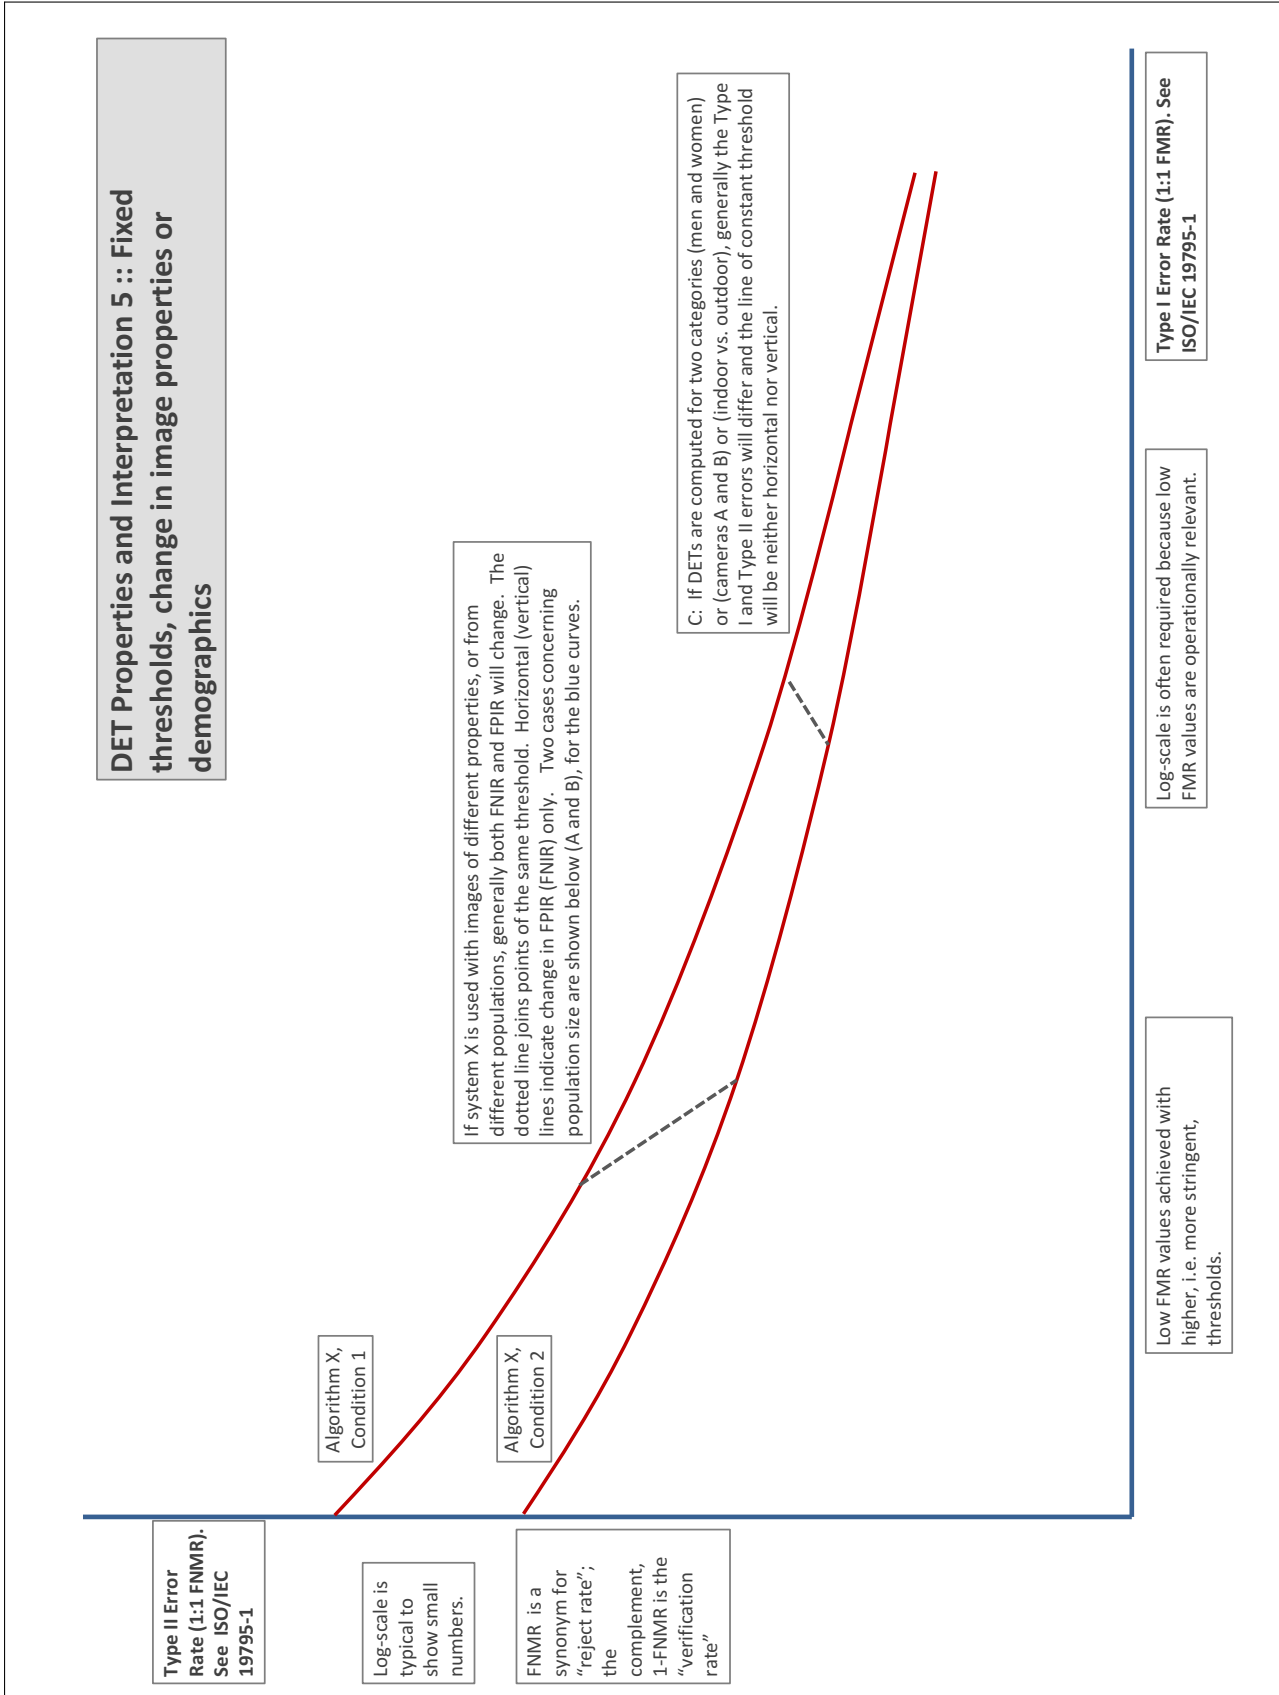 DET Properties and Interpretation 5 :: Fixed
thresholds, change in image properties or
demographics
Type II Error
Rate (1:1 FNMR).
See ISO/IEC
19795-1
Log-scale is
typical to
show small
numbers.
FNMR is a
synonym for
“reject rate”;
the
complement,
1-FNMR is the
“verification
rate”
Algorithm X,
Condition 1
Algorithm X,
Condition 2
If system X is used with images of different properties, or from
different populations, generally both FNIR and FPIR will change. The
dotted line joins points of the same threshold. Horizontal (vertical)
lines indicate change in FPIR (FNIR) only. Two cases concerning
population size are shown below (A and B), for the blue curves.
C: If DETs are computed for two categories (men and women)
or (cameras A and B) or (indoor vs. outdoor), generally the Type
I and Type II errors will differ and the line of constant threshold
will be neither horizontal nor vertical.
Low FMR values achieved with
higher, i.e. more stringent,
thresholds.
Log-scale is often required because low
FMR values are operationally relevant.
Type I Error Rate (1:1 FMR). See
ISO/IEC 19795-1